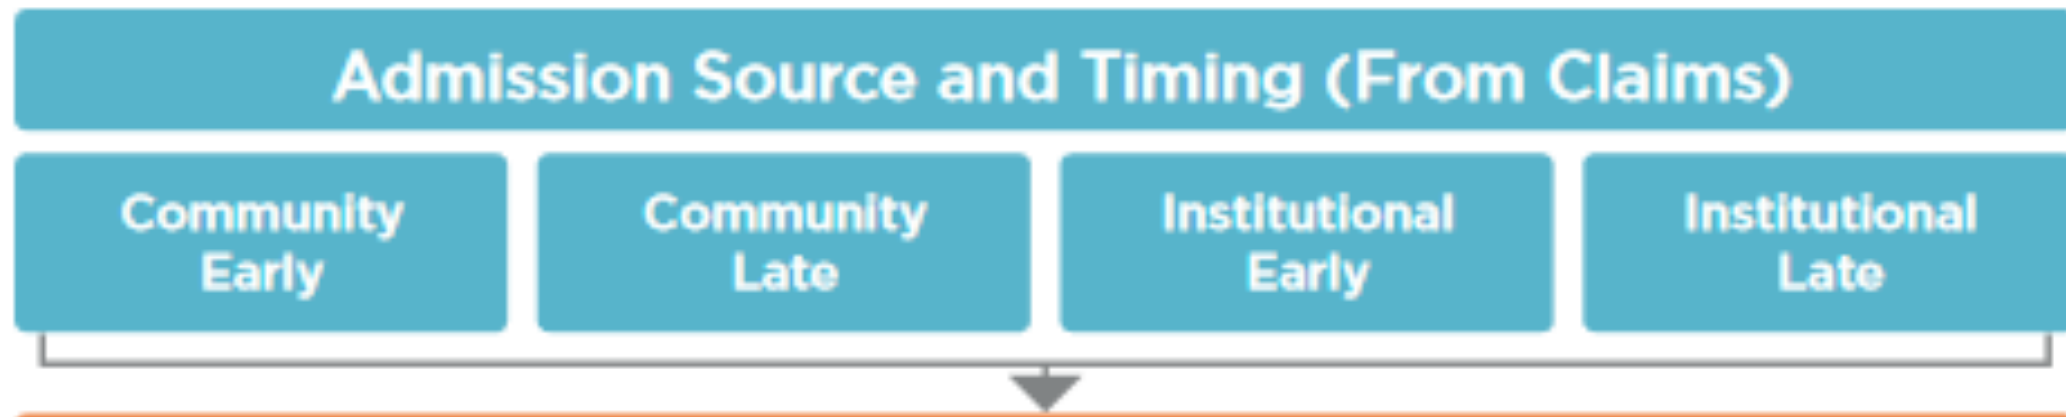 Admission Source and Timing (From Claims)
Community
Early
Community
Late
Institutional
Early
Institutional
Late